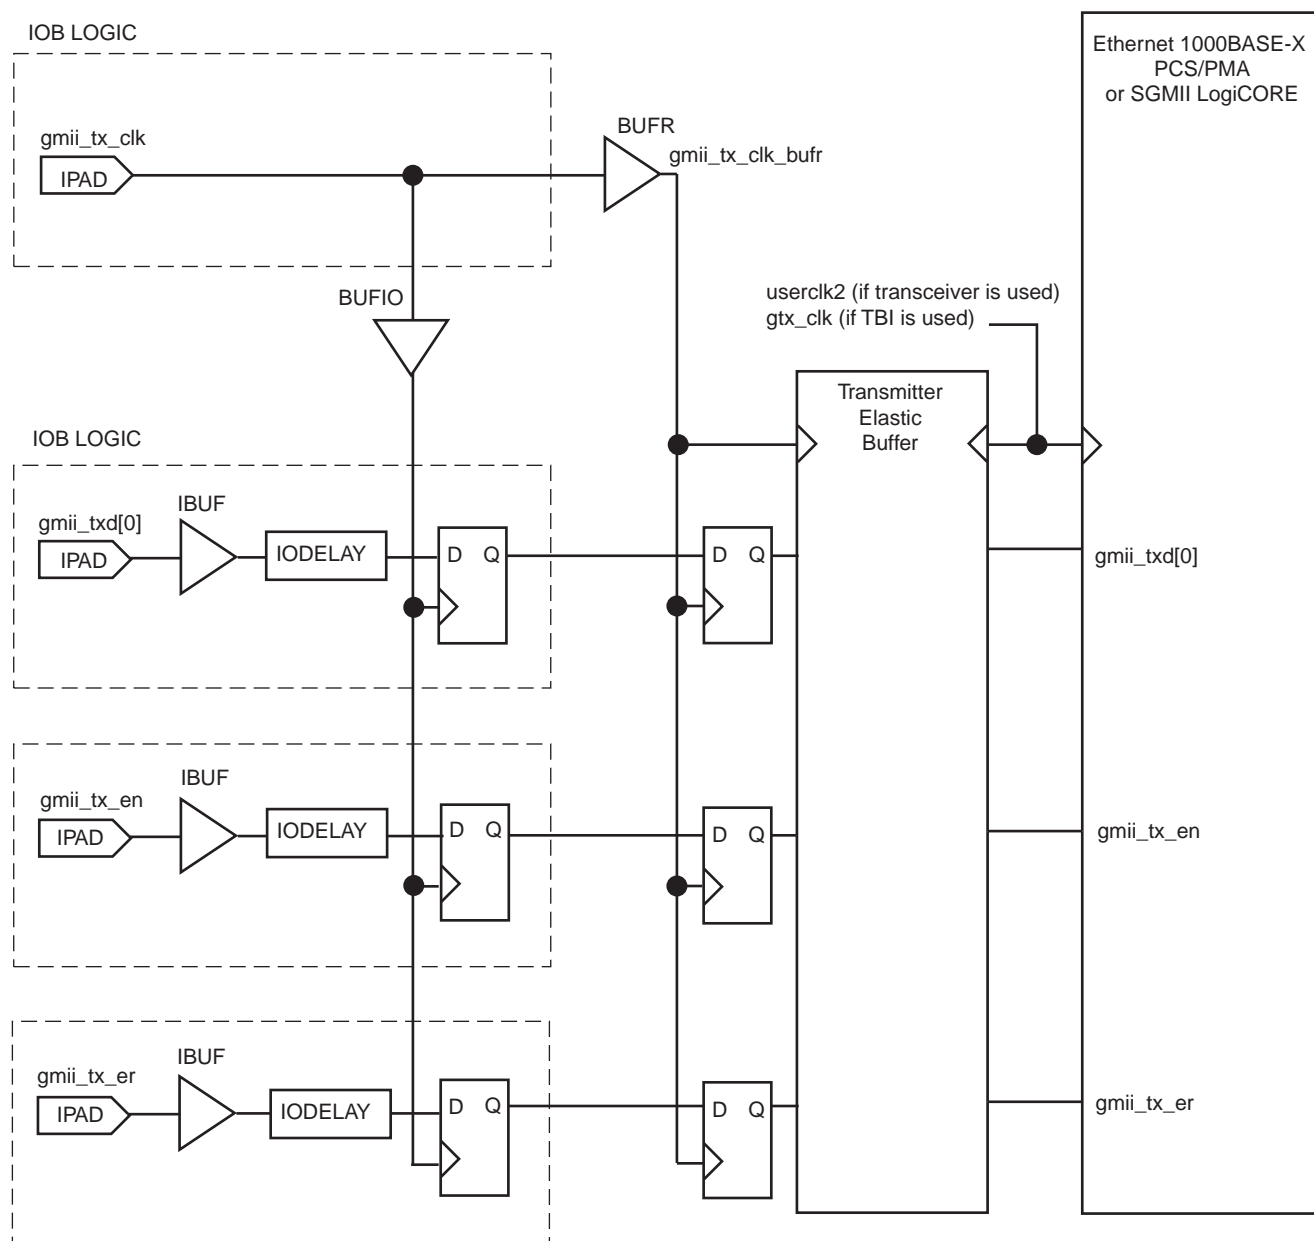 IOB LOGIC
Ethernet 1000BASE-X
PCS/PMA
or SGMII LogiCORE
gmii_tx_clk
IPAD
BUFR
gmii_tx_clk_bufr
BUFIO
userclk2 (if transceiver is used)
gtx_clk (if TBI is used)
Transmitter
Elastic
Buffer
IOB LOGIC
gmii_txd[0]
IPAD
IBUF
IODELAY
D Q
D Q
gmii_txd[0]
gmii_tx_en
IPAD
IBUF
IODELAY
D Q
D Q
gmii_tx_en
gmii_tx_er
IPAD
IBUF
IODELAY
D Q
D Q
gmii_tx_er